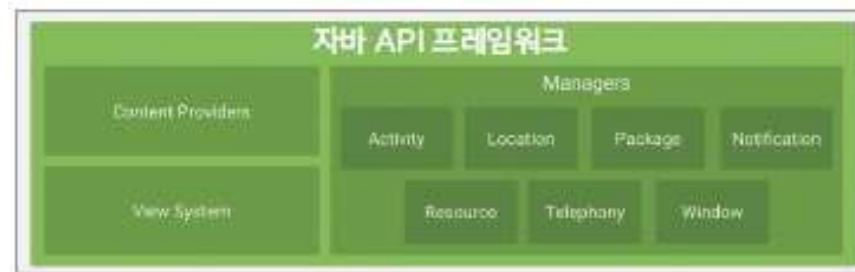 자바 API 프레임워크
Content Providers
View System
Managers
Activity Location Package Notification
Resource Telephony Window